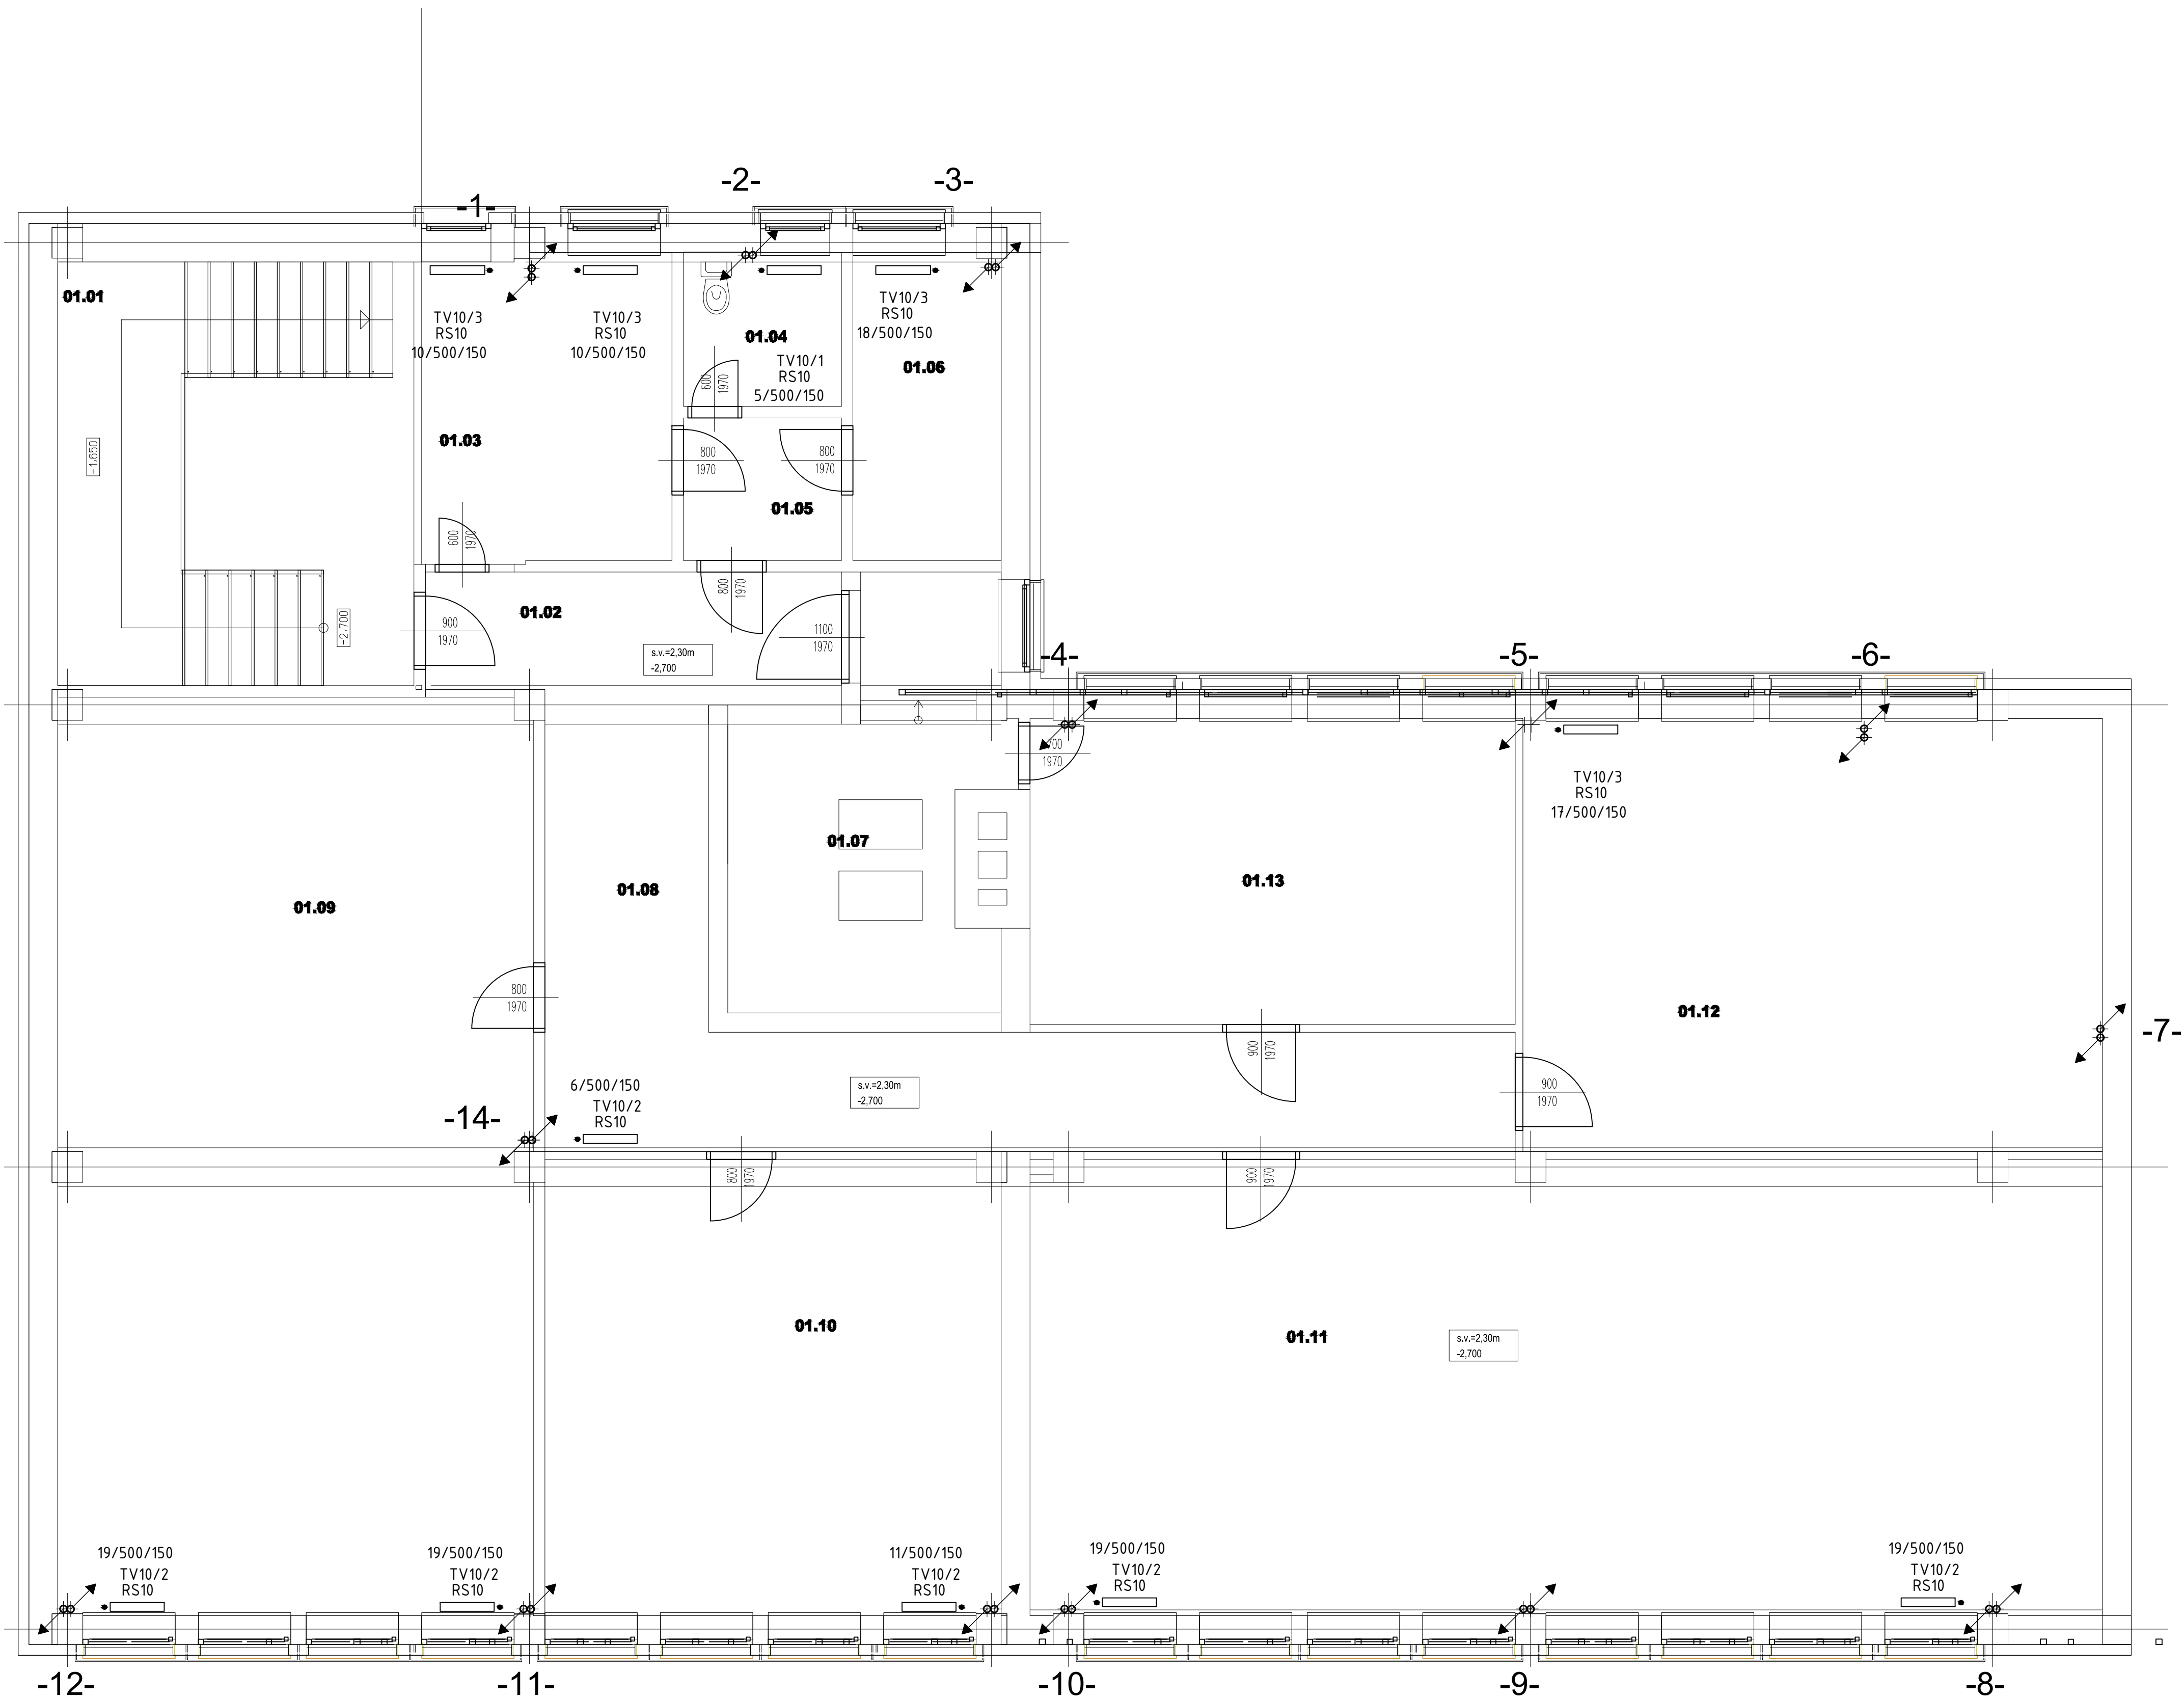 -1-
-2-
-3-
01.01
TV10/3
RS10
10/500/150
TV10/3
RS10
10/500/150
01.04
TV10/1
RS10
5/500/150
TV10/3
RS10
18/500/150
01.06
600
1970
-1,650
01.03
800
1970
800
1970
01.05
600
1970
-2,700
01.02
900
1970
800
1970
1100
1970
s.v.=2,30m
-2,700
-4-
-5-
-6-
700
1970
TV10/3
RS10
17/500/150
01.07
01.08
01.09
01.13
01.12
800
1970
-7-
900
1970
900
1970
s.v.=2,30m
-2,700
6/500/150
TV10/2
RS10
-14-
800
1970
900
1970
01.10
01.11
s.v.=2,30m
-2,700
19/500/150
TV10/2
RS10
19/500/150
TV10/2
RS10
11/500/150
TV10/2
RS10
19/500/150
TV10/2
RS10
19/500/150
TV10/2
RS10
-12-
-11-
-10-
-9-
-8-